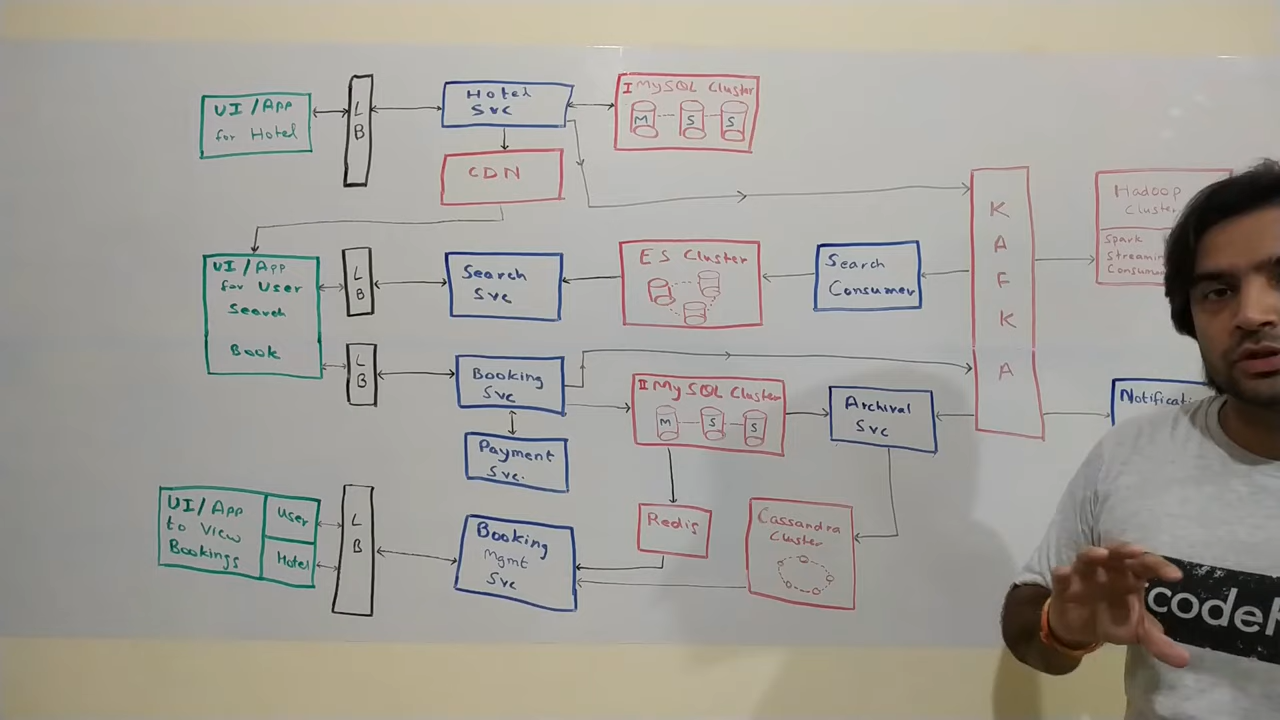 UI/App
for Hotel
L
B
Hotel
Svc
I MySQL Cluster
M
S
S
CDN
UI/App
for User
Search
Book
L
B
Search
Svc
ES Cluster
Search
Consumer
K
A
F
K
A
Hadoop
Cluster
Spark
Streaming
Consumer
L
B
Booking
Svc
II MySQL Cluster
M
S
S
Archival
Svc
Payment
Svc.
UI/App
to View
Bookings
User
Hotel
L
B
Booking
Mgmt
Svc
Redis
Cassandra
Cluster